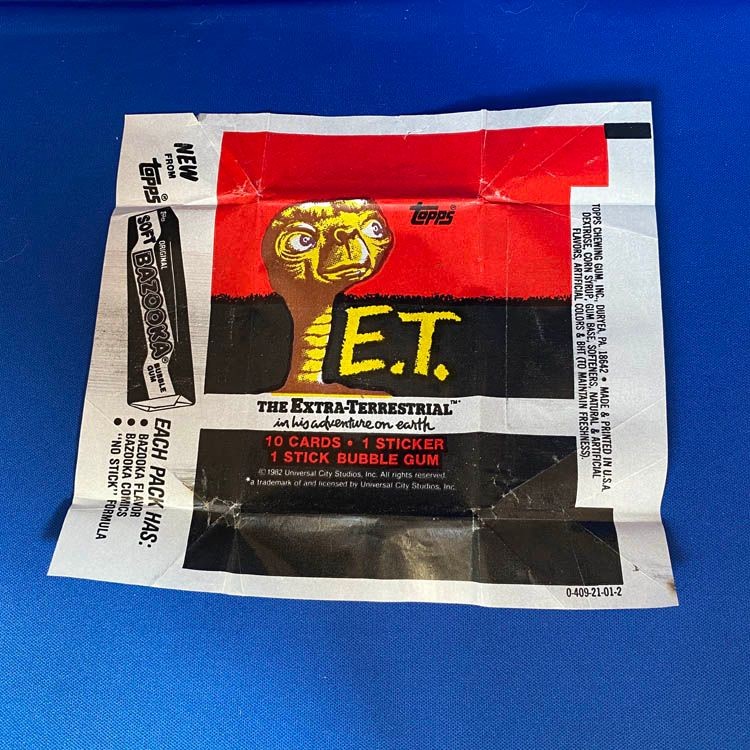 NEW
FROM
topps®
Topps
ORIGINAL
SOFT
BAZOOKA®
BUBBLE
GUM
EACH PACK HAS:
• BAZOOKA FLAVOR
• BAZOOKA COMICS
• "NO STICK" FORMULA
topps®
E.T.
THE EXTRA-TERRESTRIAL™*
in his adventure on earth
10 CARDS • 1 STICKER
1 STICK BUBBLE GUM
© 1982 Universal City Studios, Inc. All rights reserved.
*a trademark of and licensed by Universal City Studios, Inc.
TOPPS CHEWING GUM, INC., DURYEA, PA. 18642 • MADE & PRINTED IN U.S.A.
DEXTROSE, CORN SYRUP, GUM BASE, SOFTENERS, NATURAL & ARTIFICIAL
FLAVORS, ARTIFICIAL COLORS & BHT (TO MAINTAIN FRESHNESS).
0-409-21-01-2